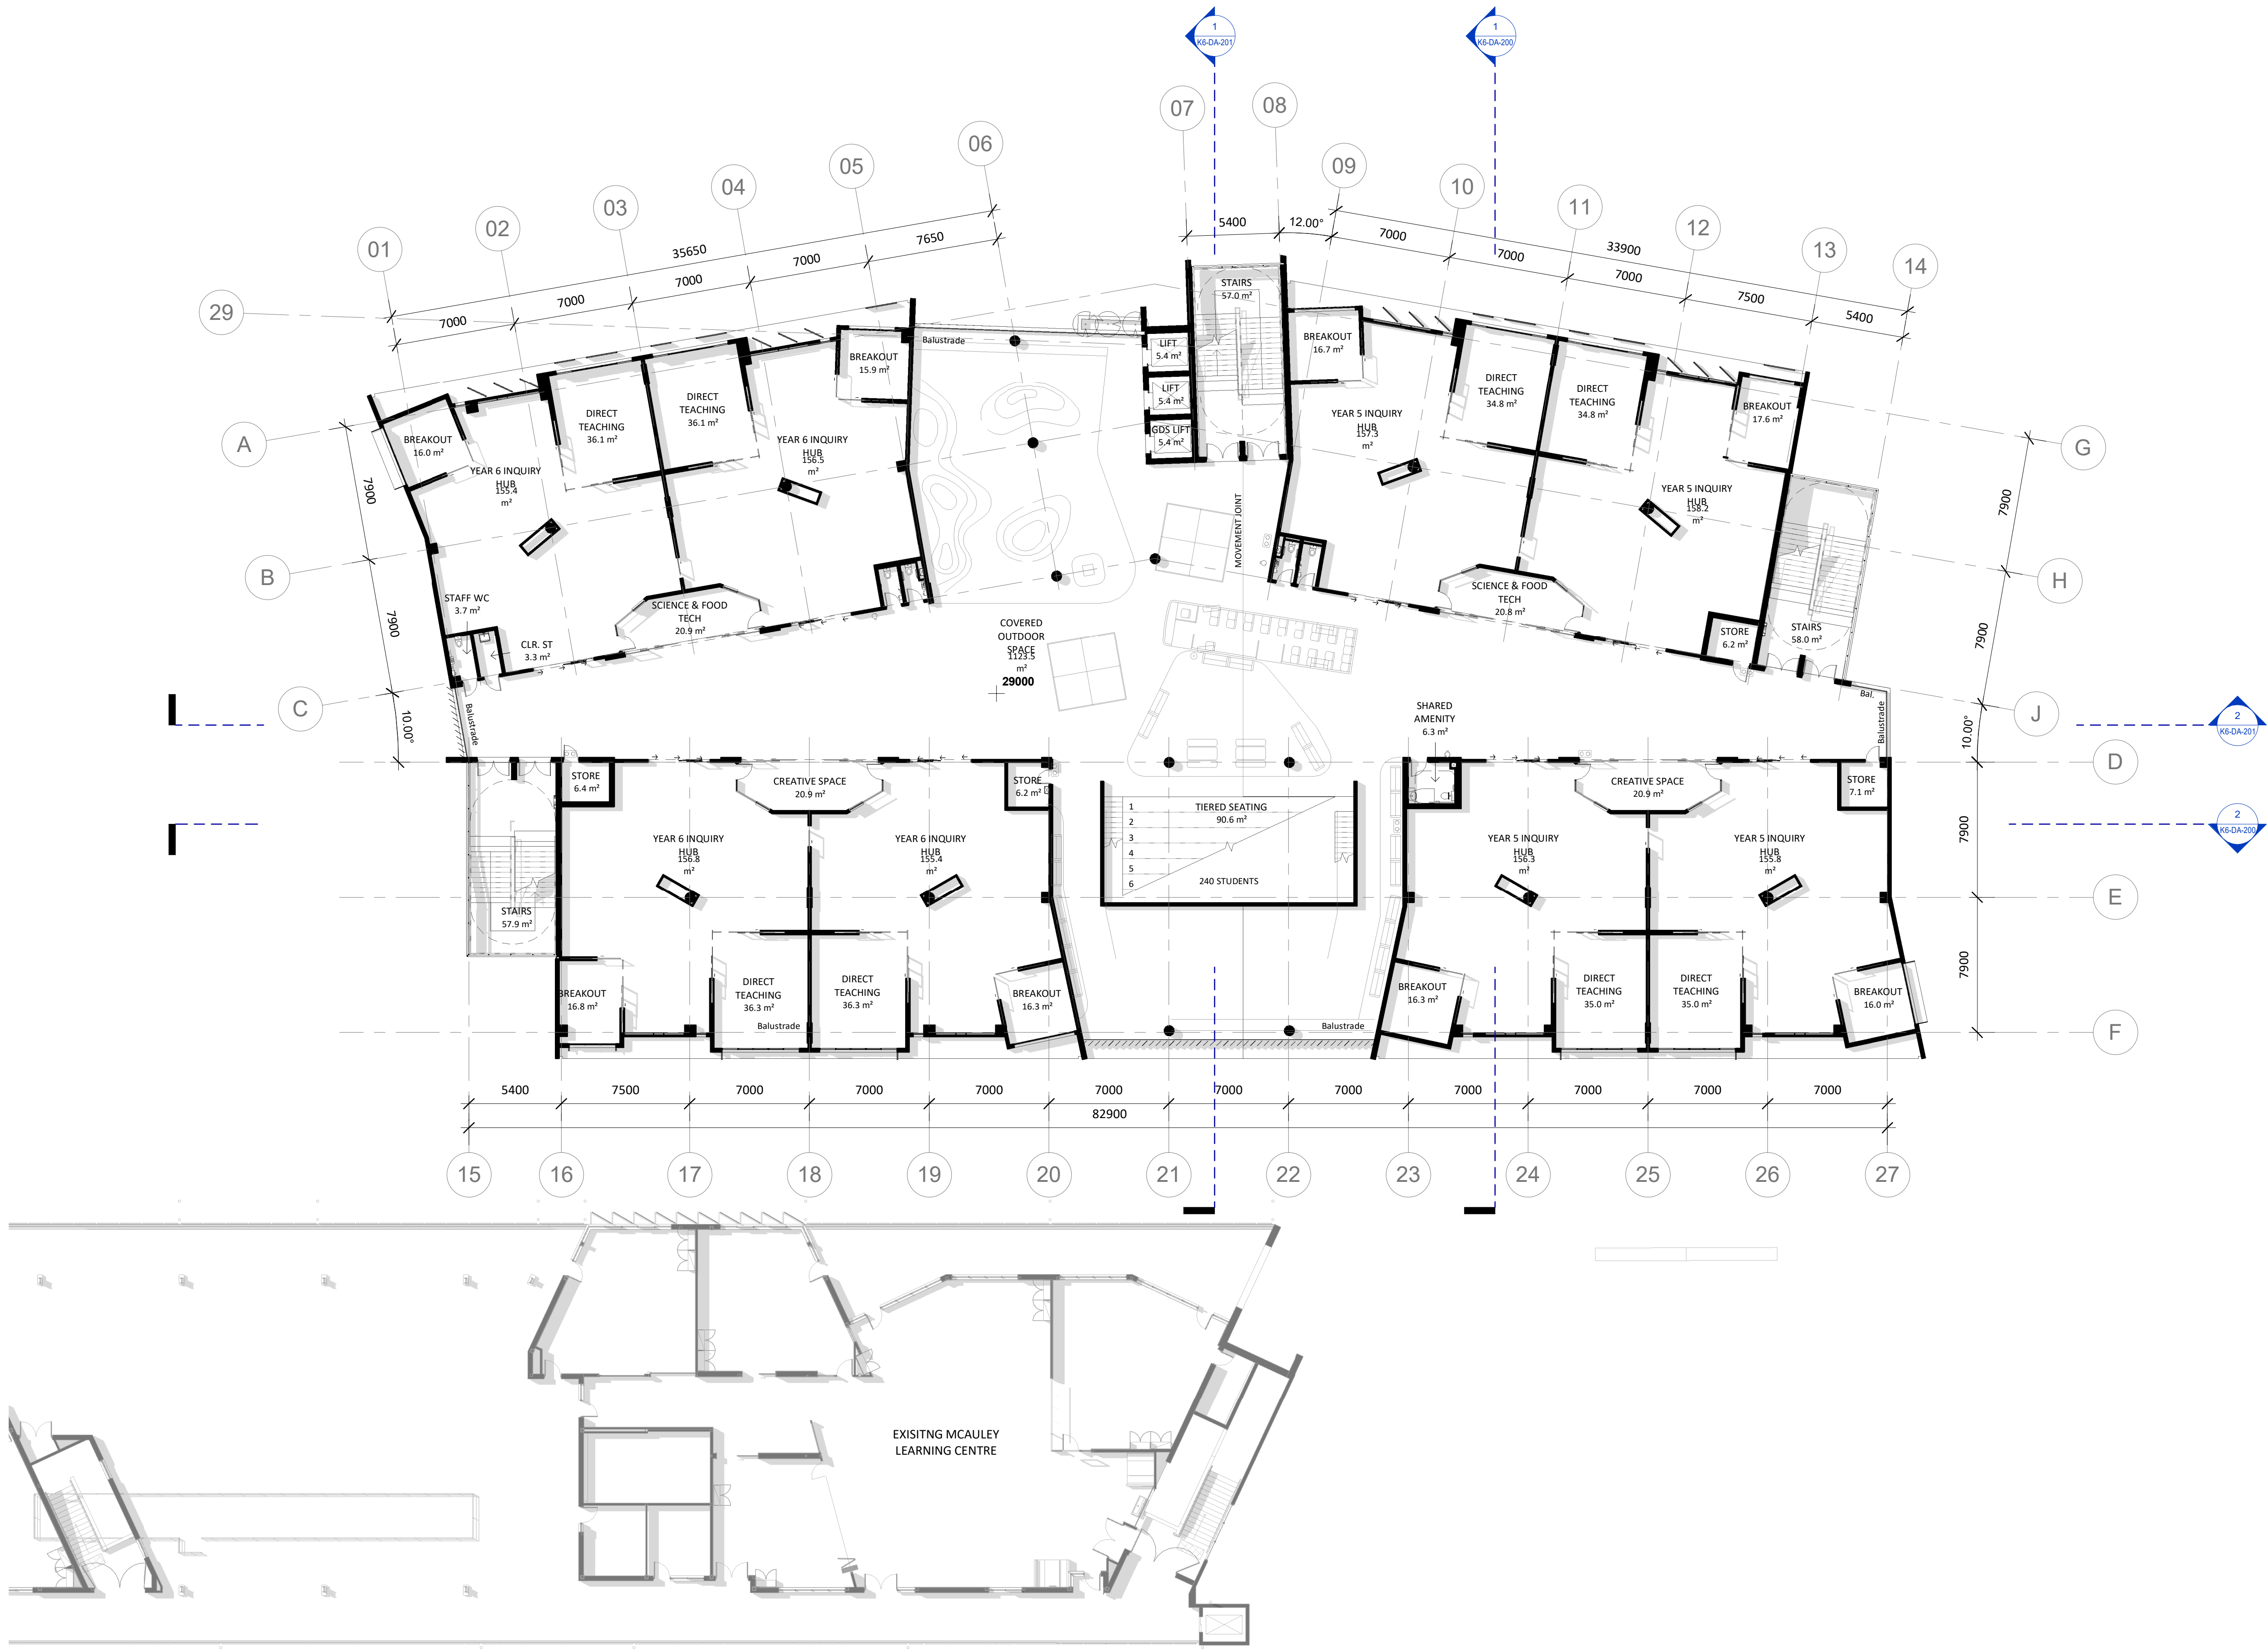 1
K6-DA-201
1
K6-DA-200
07
08
06
09
05
10
04
11
03
12
02
13
01
14
29
5400
12.00°
7650
7000
33900
35650
7000
7000
7000
7000
7500
7000
5400
7000
STAIRS
57.0 m²
Balustrade
LIFT
5.4 m²
BREAKOUT
16.7 m²
BREAKOUT
15.9 m²
LIFT
5.4 m²
DIRECT
TEACHING
34.8 m²
DIRECT
TEACHING
34.8 m²
DIRECT
TEACHING
36.1 m²
DIRECT
TEACHING
36.1 m²
BREAKOUT
17.6 m²
YEAR 5 INQUIRY
HUB
157.3
m²
GDS LIFT
5.4 m²
A
BREAKOUT
16.0 m²
YEAR 6 INQUIRY
HUB
156.5
m²
G
YEAR 6 INQUIRY
HUB
155.4
m²
7900
YEAR 5 INQUIRY
HUB
158.2
m²
7900
MOVEMENT JOINT
B
H
STAFF WC
3.7 m²
SCIENCE & FOOD
TECH
20.9 m²
SCIENCE & FOOD
TECH
20.8 m²
7900
COVERED
OUTDOOR
SPACE
1123.5
m²
29000
STAIRS
58.0 m²
STORE
6.2 m²
7900
CLR. ST
3.3 m²
Bal.
C
J
10.00°
Balustrade
SHARED
AMENITY
6.3 m²
Balustrade
10.00°
2
K6-DA-201
D
STORE
6.4 m²
CREATIVE SPACE
20.9 m²
STORE
6.2 m²
CREATIVE SPACE
20.9 m²
STORE
7.1 m²
1
2
3
4
5
6
TIERED SEATING
90.6 m²
240 STUDENTS
2
K6-DA-200
7900
YEAR 6 INQUIRY
HUB
156.8
m²
YEAR 6 INQUIRY
HUB
155.4
m²
YEAR 5 INQUIRY
HUB
156.3
m²
YEAR 5 INQUIRY
HUB
155.8
m²
E
STAIRS
57.9 m²
7900
BREAKOUT
16.8 m²
DIRECT
TEACHING
36.3 m²
DIRECT
TEACHING
36.3 m²
BREAKOUT
16.3 m²
BREAKOUT
16.3 m²
DIRECT
TEACHING
35.0 m²
DIRECT
TEACHING
35.0 m²
BREAKOUT
16.0 m²
Balustrade
Balustrade
F
5400
7500
7000
7000
7000
7000
7000
7000
7000
7000
7000
7000
82900
15
16
17
18
19
20
21
22
23
24
25
26
27
EXISITNG MCAULEY
LEARNING CENTRE